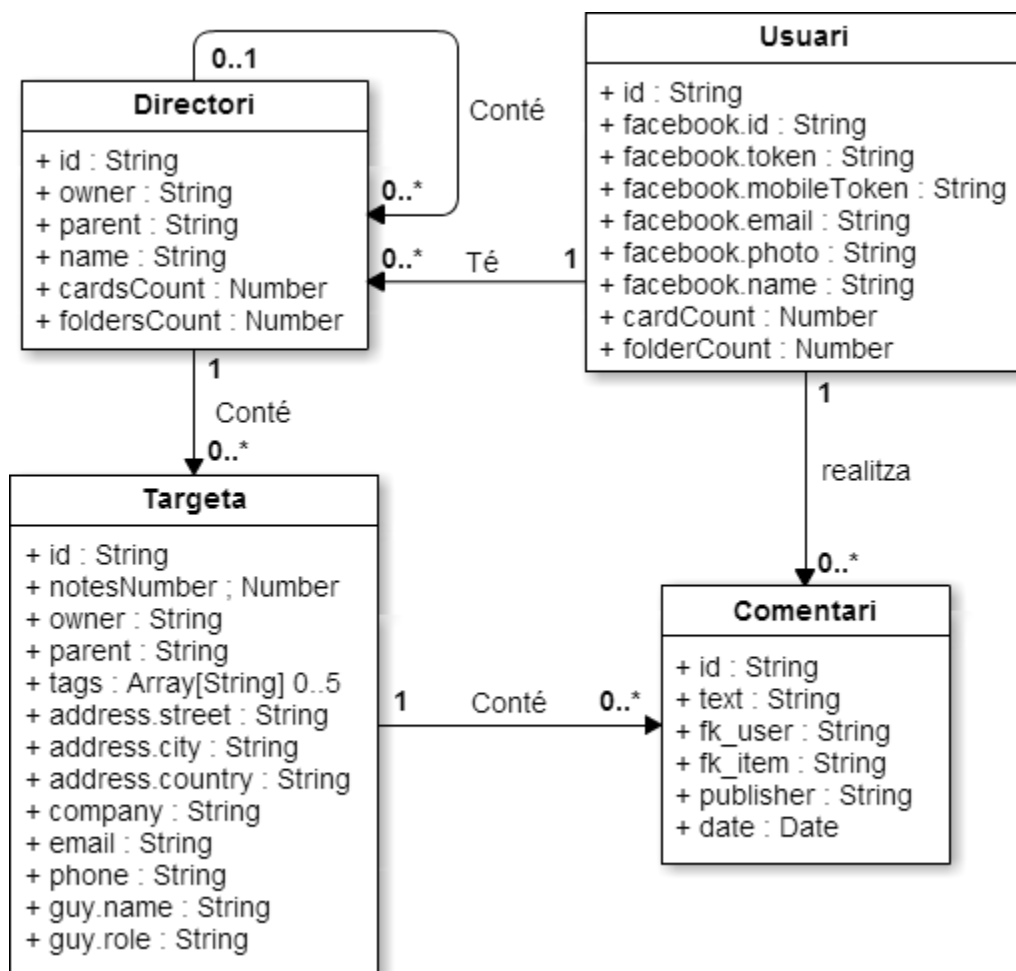 0..1
Conté
0..*
Directori
+ id : String
+ owner : String
+ parent : String
+ name : String
+ cardsCount : Number
+ foldersCount : Number
Usuari
+ id : String
+ facebook.id : String
+ facebook.token : String
+ facebook.mobileToken : String
+ facebook.email : String
+ facebook.photo : String
+ facebook.name : String
+ cardCount : Number
+ folderCount : Number
0..* Té 1
1
Conté
0..*
1
realitza
0..*
Targeta
+ id : String
+ notesNumber ; Number
+ owner : String
+ parent : String
+ tags : Array[String] 0..5
+ address.street : String
+ address.city : String
+ address.country : String
+ company : String
+ email : String
+ phone : String
+ guy.name : String
+ guy.role : String
1 Conté 0..*
Comentari
+ id : String
+ text : String
+ fk_user : String
+ fk_item : String
+ publisher : String
+ date : Date